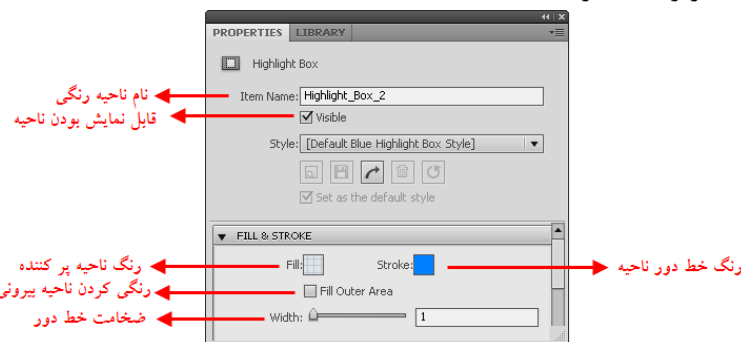 PROPERTIES LIBRARY
Highlight Box
نام ناحیه رنگی
Item Name: Highlight_Box_2
قابل نمایش بودن ناحیه
Visible
Style: [Default Blue Highlight Box Style]
Set as the default style
FILL & STROKE
رنگ ناحیه پر کننده
Fill: Stroke:
رنگ خط دور ناحیه
رنگی کردن ناحیه بیرونی
Fill Outer Area
ضخامت خط دور
Width: 1